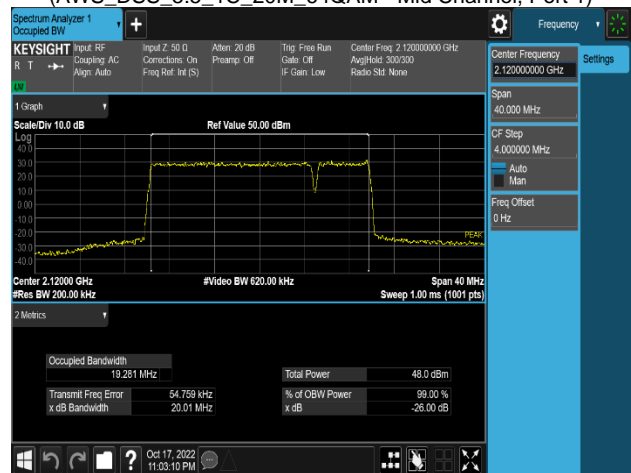 Spectrum Analyzer 1
Occupied BW
Frequency
KEYSIGHT
R T
Input: RF
Coupling: AC
Align: Auto
Input Z: 50 Ω
Corrections: On
Freq Ref: Int (S)
Atten: 20 dB
Preamp: Off
Trig: Free Run
Gate: Off
IF Gain: Low
Center Freq: 2.120000000 GHz
Avg|Hold: 300/300
Radio Std: None
Center Frequency
2.120000000 GHz
Settings
Span
40.000 MHz
CF Step
4.000000 MHz
Auto
Man
Freq Offset
0 Hz
1 Graph
Scale/Div 10.0 dB
Ref Value 50.00 dBm
Log
40.0
30.0
20.0
10.0
0.00
-10.0
-20.0
-30.0
-40.0
PEAK
Center 2.12000 GHz
#Video BW 620.00 kHz
Span 40 MHz
#Res BW 200.00 kHz
Sweep 1.00 ms (1001 pts)
2 Metrics
Occupied Bandwidth
19.281 MHz
Total Power
48.0 dBm
Transmit Freq Error
54.759 kHz
% of OBW Power
99.00 %
x dB Bandwidth
20.01 MHz
x dB
-26.00 dB
Oct 17, 2022
11:03:10 PM